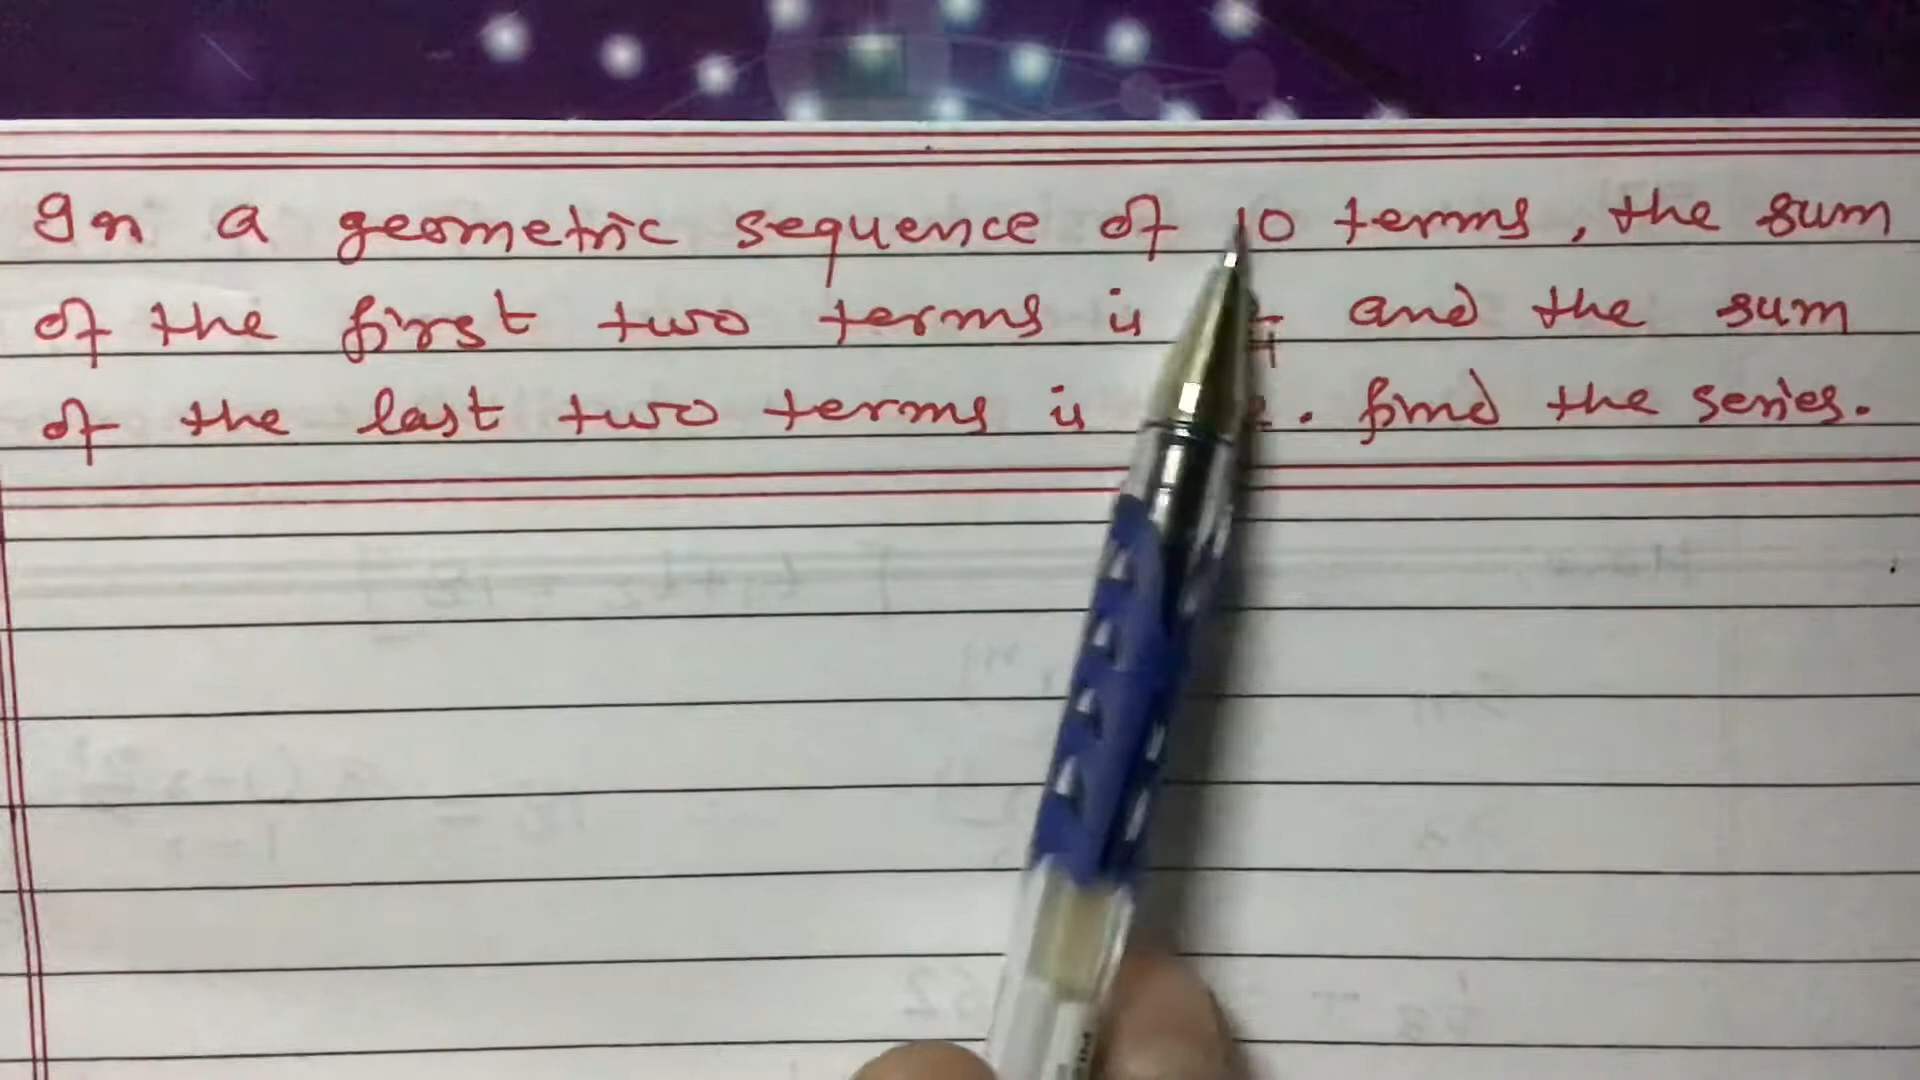 In a geometric sequence of 10 terms, the sum
of the first two terms is and the sum
of the last two terms is . find the series.